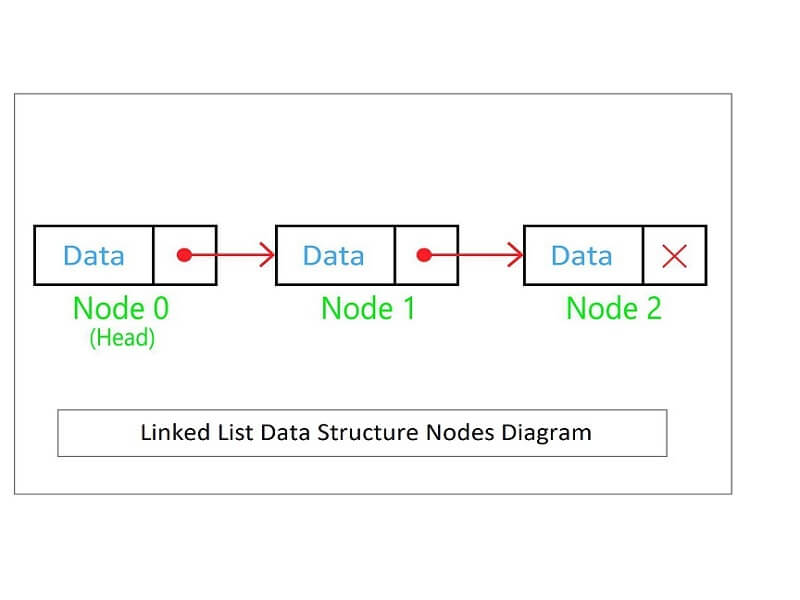 Data Data Data
Node 0 Node 1 Node 2
(Head)
Linked List Data Structure Nodes Diagram